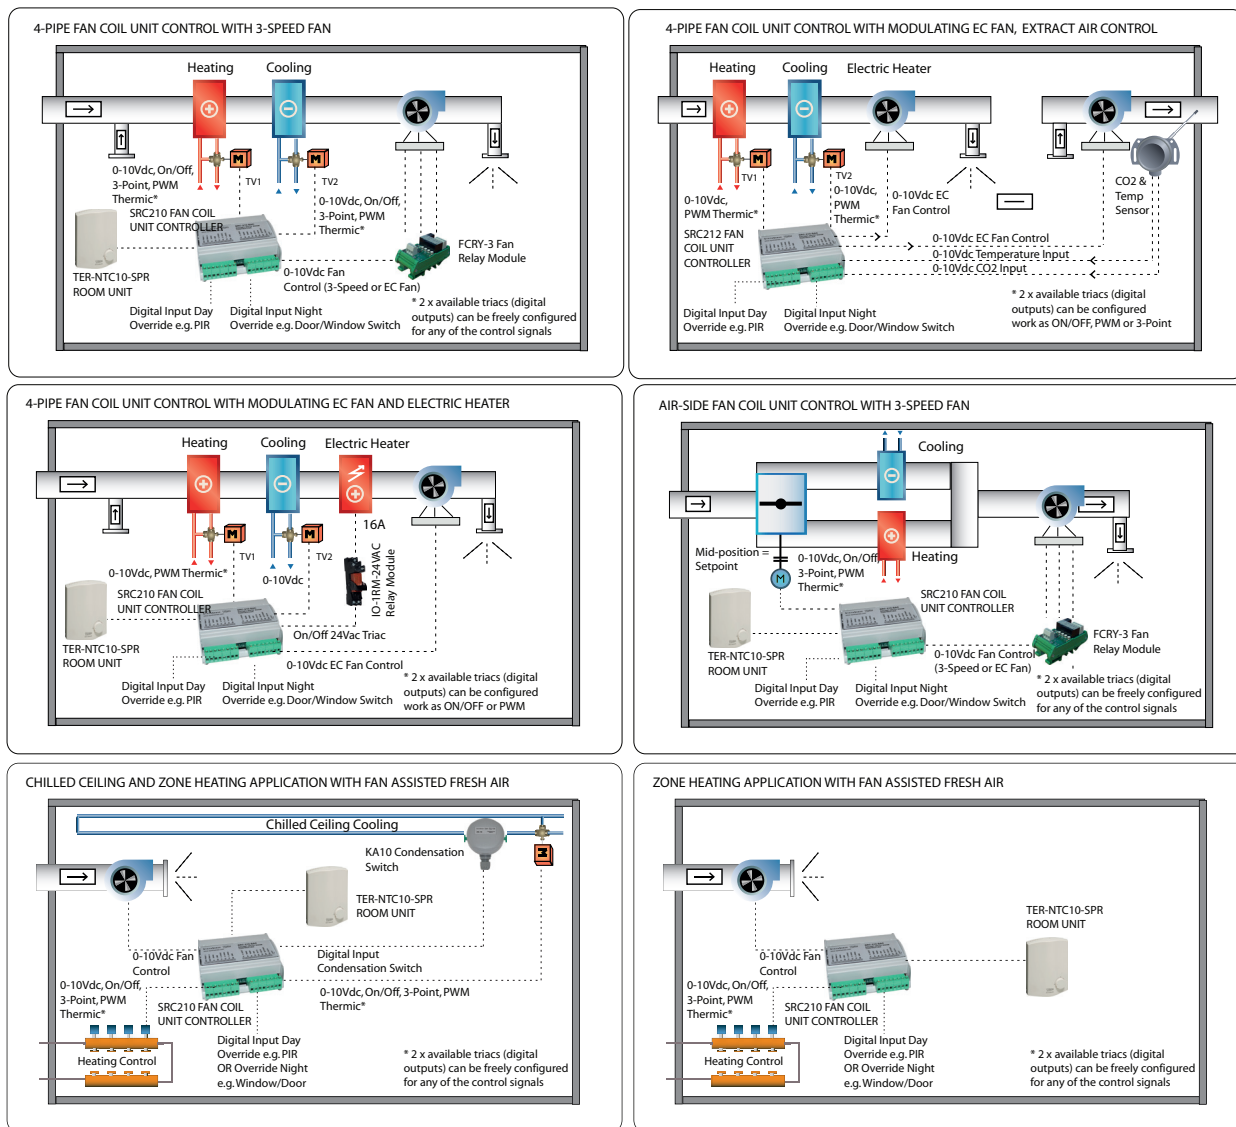 4-PIPE FAN COIL UNIT CONTROL WITH 3-SPEED FAN
Heating
Cooling
M
TV1
M
TV2
0-10Vdc, On/Off,
3-Point, PWM
Thermic*
0-10Vdc, On/Off,
3-Point, PWM
Thermic*
SRC210 FAN COIL
UNIT CONTROLLER
TER-NTC10-SPR
ROOM UNIT
FCRY-3 Fan
Relay Module
0-10Vdc Fan
Control (3-Speed or EC Fan)
Digital Input Day
Override e.g. PIR
Digital Input Night
Override e.g. Door/Window Switch
* 2 x available triacs (digital
outputs) can be freely configured
for any of the control signals
4-PIPE FAN COIL UNIT CONTROL WITH MODULATING EC FAN, EXTRACT AIR CONTROL
Heating
Cooling
Electric Heater
M
TV1
M
TV2
0-10Vdc,
PWM Thermic*
0-10Vdc,
PWM
Thermic*
0-10Vdc EC
Fan Control
CO2 &
Temp
Sensor
SRC212 FAN
COIL UNIT
CONTROLLER
0-10Vdc EC Fan Control
0-10Vdc Temperature Input
0-10Vdc CO2 Input
Digital Input Day
Override e.g. PIR
Digital Input Night
Override e.g. Door/Window Switch
* 2 x available triacs (digital
outputs) can be configured
work as ON/OFF, PWM or 3-Point
4-PIPE FAN COIL UNIT CONTROL WITH MODULATING EC FAN AND ELECTRIC HEATER
Heating
Cooling
Electric Heater
16A
M
TV1
M
TV2
0-10Vdc, PWM Thermic*
0-10Vdc
IO-1RM-24VAC
Relay Module
SRC210 FAN COIL
UNIT CONTROLLER
TER-NTC10-SPR
ROOM UNIT
On/Off 24Vac Triac
0-10Vdc EC Fan Control
Digital Input Day
Override e.g. PIR
Digital Input Night
Override e.g. Door/Window Switch
* 2 x available triacs (digital
outputs) can be configured
work as ON/OFF or PWM
AIR-SIDE FAN COIL UNIT CONTROL WITH 3-SPEED FAN
Cooling
Heating
Mid-position =
Setpoint
M
0-10Vdc, On/Off,
3-Point, PWM
Thermic*
SRC210 FAN COIL
UNIT CONTROLLER
TER-NTC10-SPR
ROOM UNIT
FCRY-3 Fan
Relay Module
0-10Vdc Fan Control
(3-Speed or EC Fan)
Digital Input Day
Override e.g. PIR
Digital Input Night
Override e.g. Door/Window Switch
* 2 x available triacs (digital
outputs) can be freely configured
for any of the control signals
CHILLED CEILING AND ZONE HEATING APPLICATION WITH FAN ASSISTED FRESH AIR
Chilled Ceiling Cooling
KA10 Condensation
Switch
M
TER-NTC10-SPR
ROOM UNIT
0-10Vdc Fan
Control
Digital Input
Condensation Switch
0-10Vdc, On/Off, 3-Point, PWM
Thermic*
0-10Vdc, On/Off,
3-Point, PWM
Thermic*
SRC210 FAN COIL
UNIT CONTROLLER
Heating Control
Digital Input Day
Override e.g. PIR
OR Override Night
e.g. Window/Door
* 2 x available triacs (digital
outputs) can be freely configured
for any of the control signals
ZONE HEATING APPLICATION WITH FAN ASSISTED FRESH AIR
TER-NTC10-SPR
ROOM UNIT
0-10Vdc Fan
Control
0-10Vdc, On/Off,
3-Point, PWM
Thermic*
SRC210 FAN COIL
UNIT CONTROLLER
Heating Control
Digital Input Day
Override e.g. PIR
OR Override Night
e.g. Window/Door
* 2 x available triacs (digital
outputs) can be freely configured
for any of the control signals